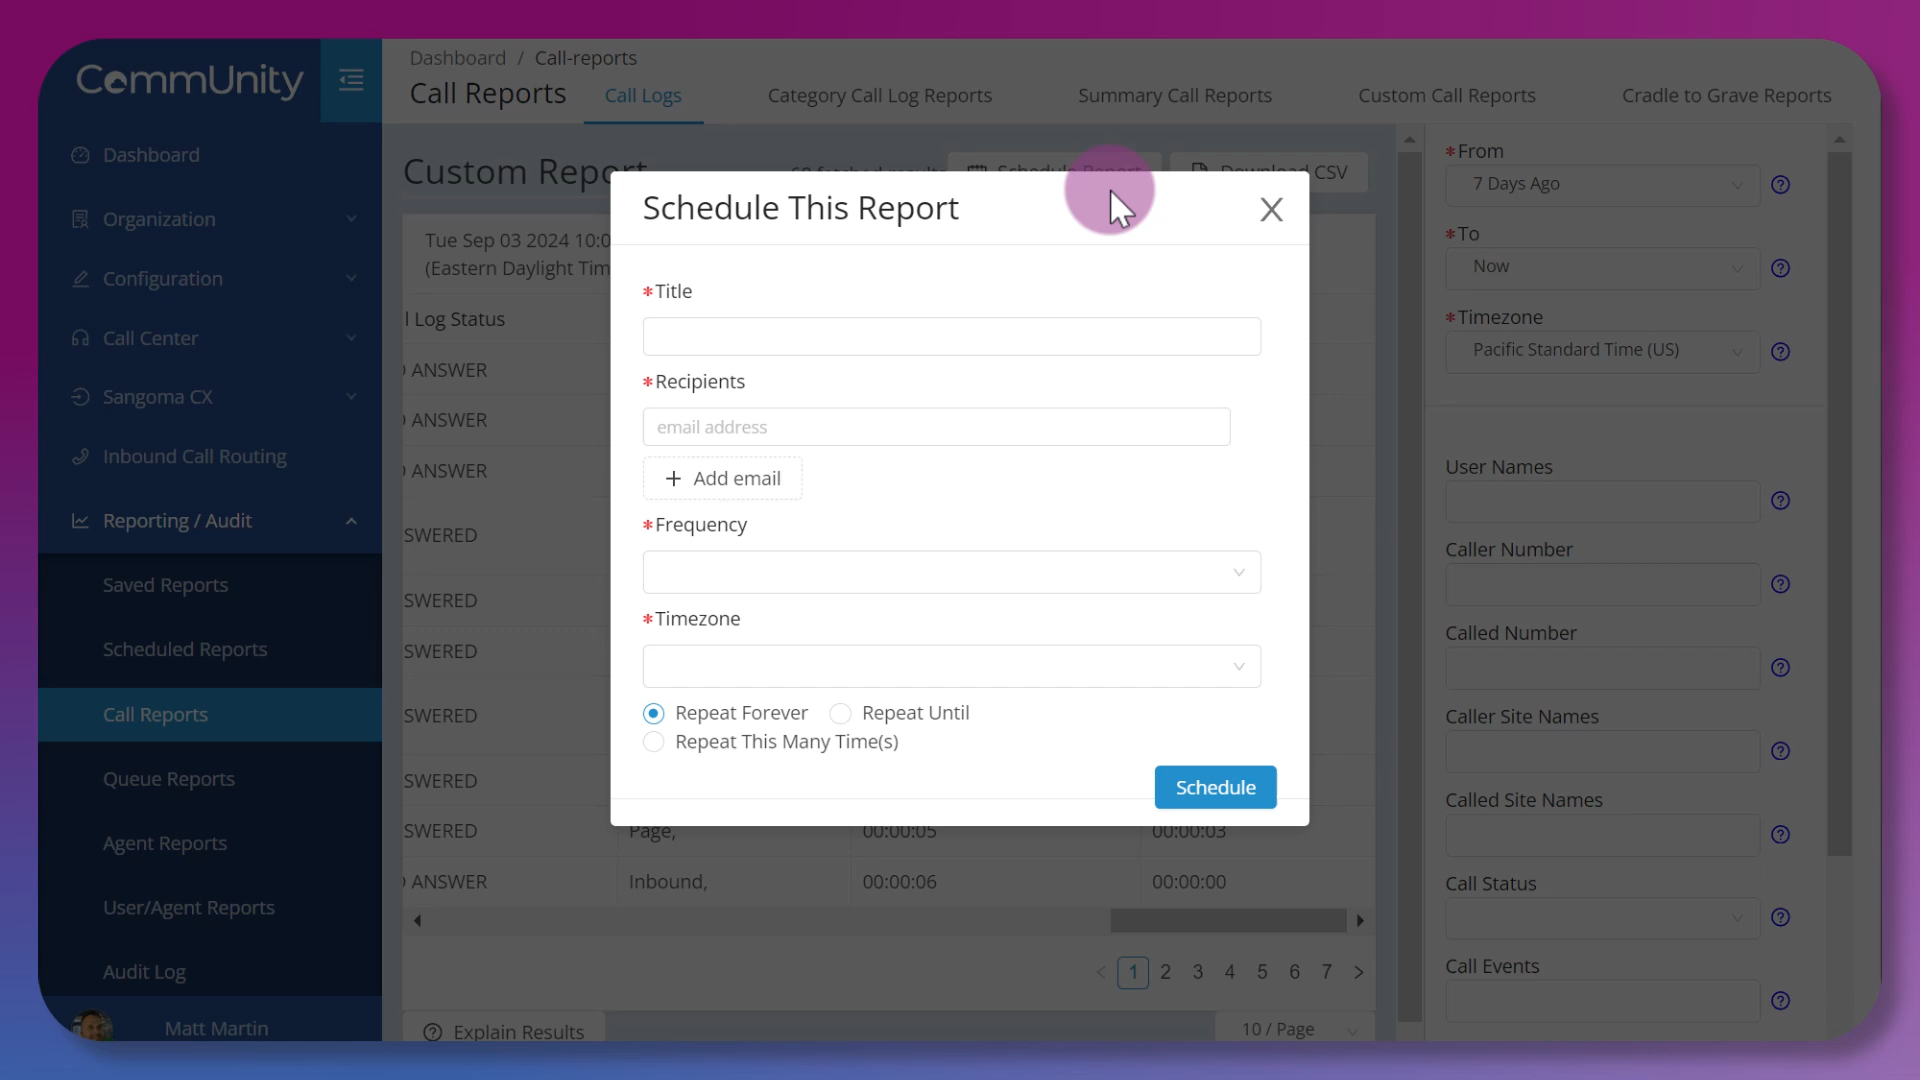 CommUnity
Dashboard / Call-reports
Call Reports
Call Logs
Category Call Log Reports
Summary Call Reports
Custom Call Reports
Cradle to Grave Reports
Dashboard
Organization
Configuration
Call Center
Sangoma CX
Inbound Call Routing
Reporting / Audit
Saved Reports
Scheduled Reports
Call Reports
Queue Reports
Agent Reports
User/Agent Reports
Audit Log
Matt Martin
Custom Report
Schedule Report
Download CSV
Tue Sep 03 2024 10:0
(Eastern Daylight Tim
l Log Status
ANSWER
ANSWER
ANSWER
SWERED
SWERED
SWERED
SWERED
SWERED
SWERED
Page,
00:00:05
00:00:03
ANSWER
Inbound,
00:00:06
00:00:00
< 1 2 3 4 5 6 7 >
Explain Results
10 / Page
Schedule This Report
X
*Title
*Recipients
email address
+ Add email
*Frequency
*Timezone
Repeat Forever
Repeat Until
Repeat This Many Time(s)
Schedule
*From
7 Days Ago
*To
Now
*Timezone
Pacific Standard Time (US)
User Names
Caller Number
Called Number
Caller Site Names
Called Site Names
Call Status
Call Events